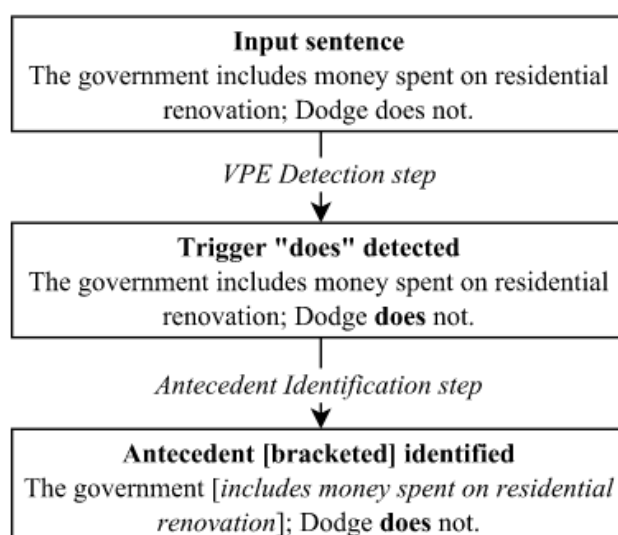 Input sentence
The government includes money spent on residential
renovation; Dodge does not.
VPE Detection step
Trigger "does" detected
The government includes money spent on residential
renovation; Dodge does not.
Antecedent Identification step
Antecedent [bracketed] identified
The government [includes money spent on residential
renovation]; Dodge does not.